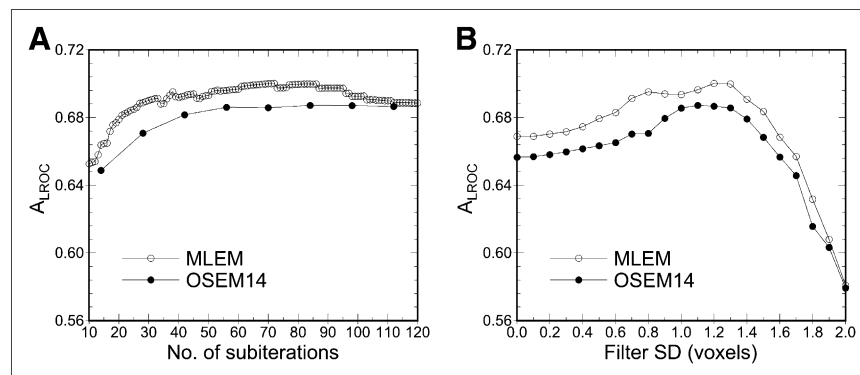 A
B
0.72
0.68
0.64
0.60
0.56
A_LROC
MLEM
OSEM14
10 20 30 40 50 60 70 80 90 100 110 120
No. of subiterations
0.72
0.68
0.64
0.60
0.56
A_LROC
MLEM
OSEM14
0.0 0.2 0.4 0.6 0.8 1.0 1.2 1.4 1.6 1.8 2.0
Filter SD (voxels)